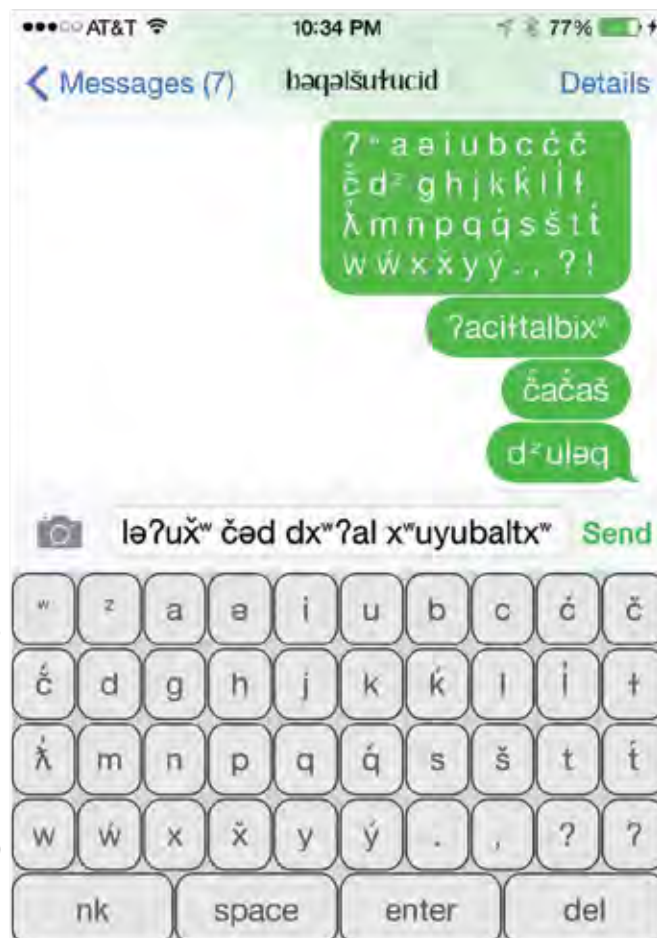 AT&T 10:34 PM 77%
Messages (7) bəqəlšuɫucid Details
ʔ ʷ a ə i u b c c̓ č
č̓ d ᶻ g h j k k̓ l l̓ ɫ
ƛ̓ m n p q q̓ s š t t̓
w w̓ x x̌ y y̓ . , ? !
ʔaciɫtalbixʷ
č̓ač̓aš
dᶻuləq
ləʔux̌ʷ čəd dxʷʔal xʷuyubaltxʷ Send
ʷ ᶻ a ə i u b c c̓ č
č̓ d g h j k k̓ l l̓ ɫ
ƛ̓ m n p q q̓ s š t t̓
w w̓ x x̌ y y̓ . , ʔ ?
nk space enter del